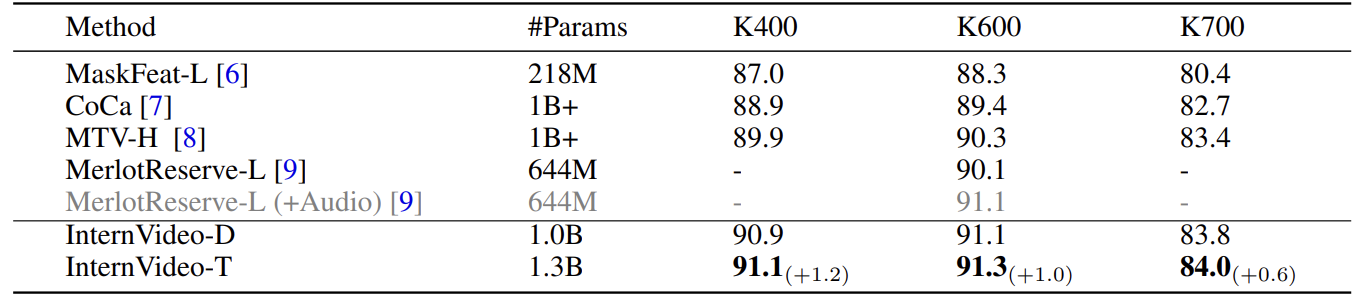 Method #Params K400 K600 K700
MaskFeat-L [6] 218M 87.0 88.3 80.4
CoCa [7] 1B+ 88.9 89.4 82.7
MTV-H [8] 1B+ 89.9 90.3 83.4
MerlotReserve-L [9] 644M - 90.1 -
MerlotReserve-L (+Audio) [9] 644M - 91.1 -
InternVideo-D 1.0B 90.9 91.1 83.8
InternVideo-T 1.3B 91.1(+1.2) 91.3(+1.0) 84.0(+0.6)